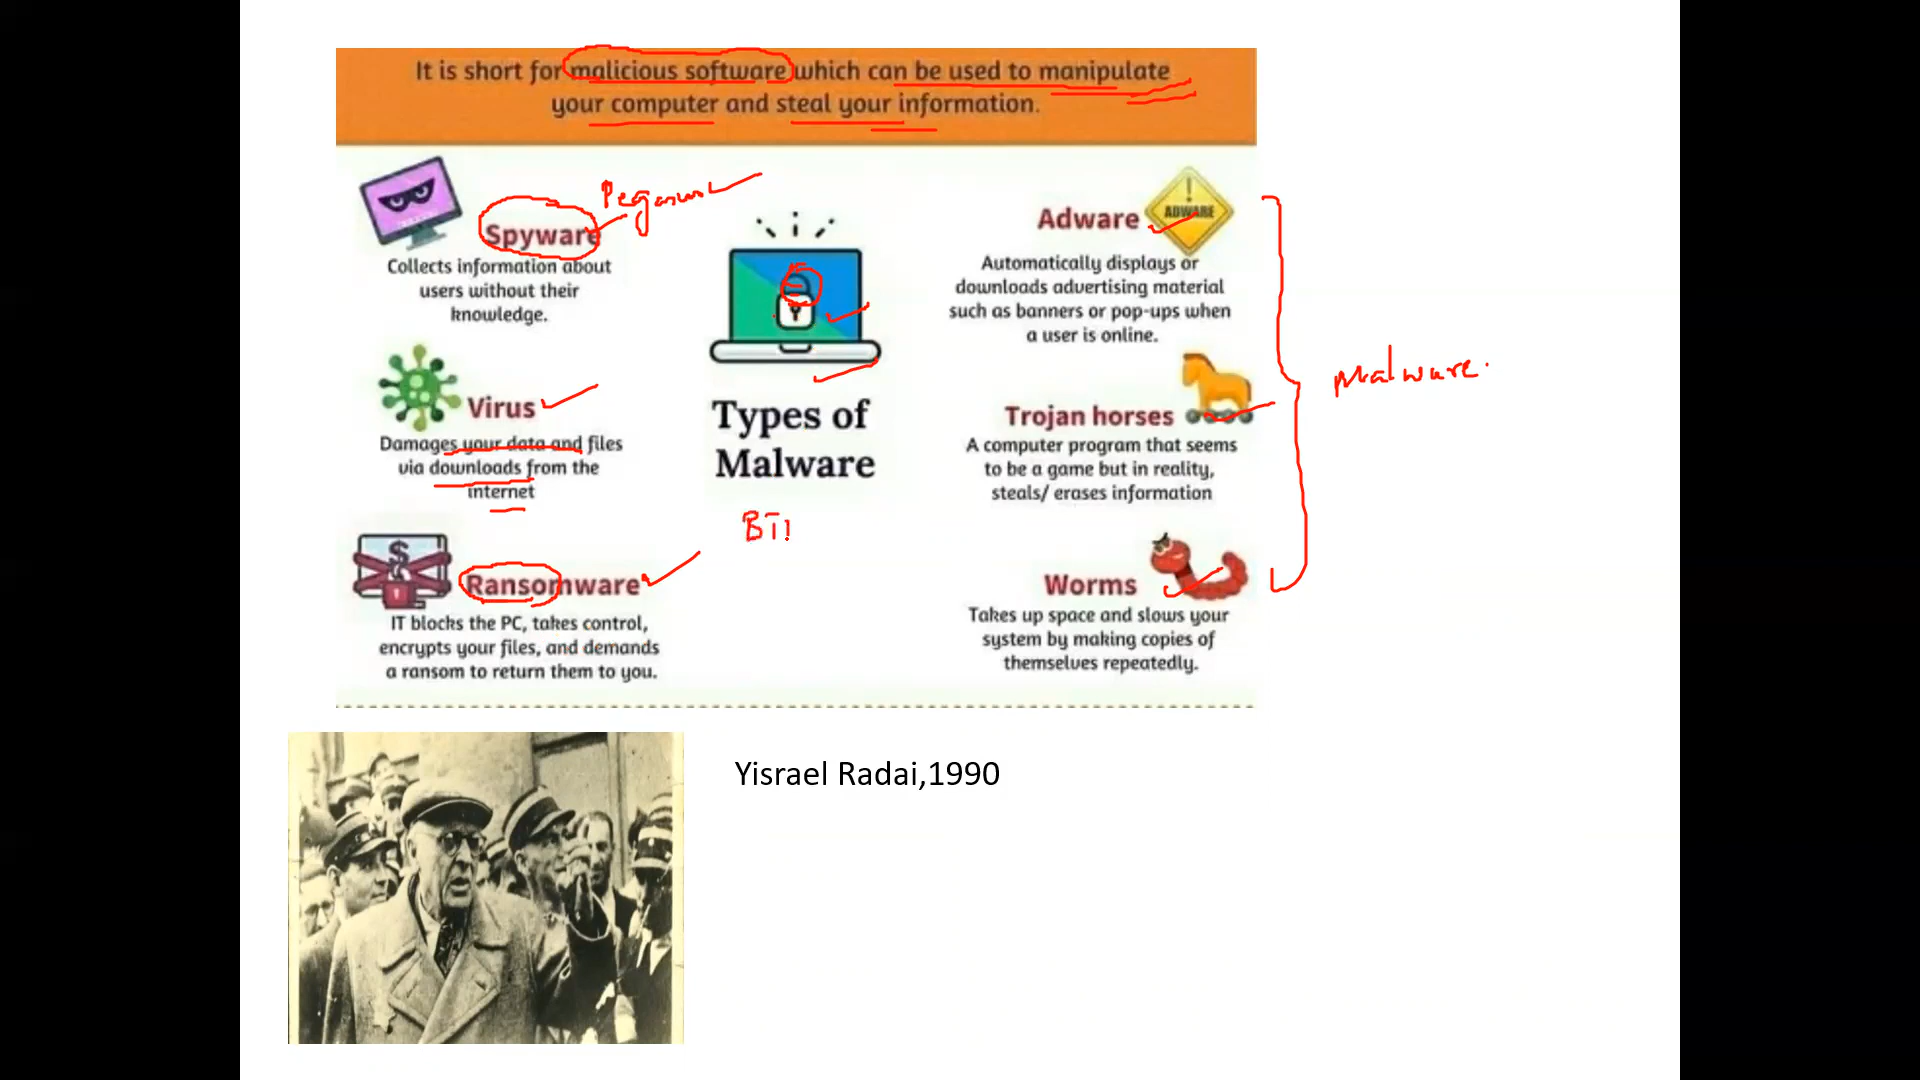 It is short for malicious software which can be used to manipulate
your computer and steal your information.
Pegasus
Spyware
Collects information about
users without their
knowledge.
Virus
Damages your data and files
via downloads from the
internet
Ransomware
IT blocks the PC, takes control,
encrypts your files, and demands
a ransom to return them to you.
Types of
Malware
Adware
ADWARE
Automatically displays or
downloads advertising material
such as banners or pop-ups when
a user is online.
Trojan horses
A computer program that seems
to be a game but in reality,
steals/ erases information
Worms
Takes up space and slows your
system by making copies of
themselves repeatedly.
Malware.
Yisrael Radai,1990